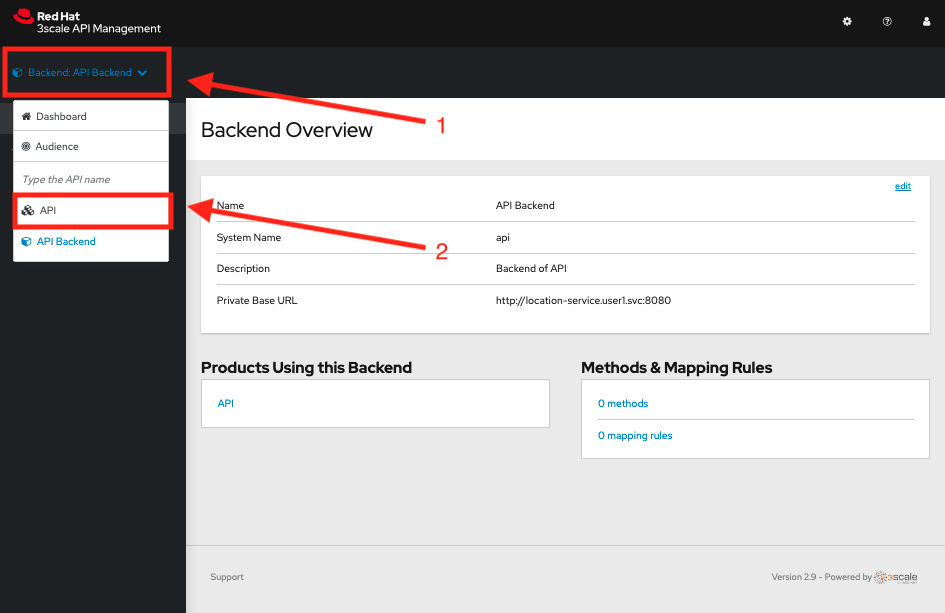 Red Hat
3scale API Management
Backend: API Backend
Dashboard
Audience
Type the API name
API
API Backend
1
2
Backend Overview
edit
Name API Backend
System Name api
Description Backend of API
Private Base URL http://location-service.user1.svc:8080
Products Using this Backend
API
Methods & Mapping Rules
0 methods
0 mapping rules
Support
Version 2.9 - Powered by 3scale